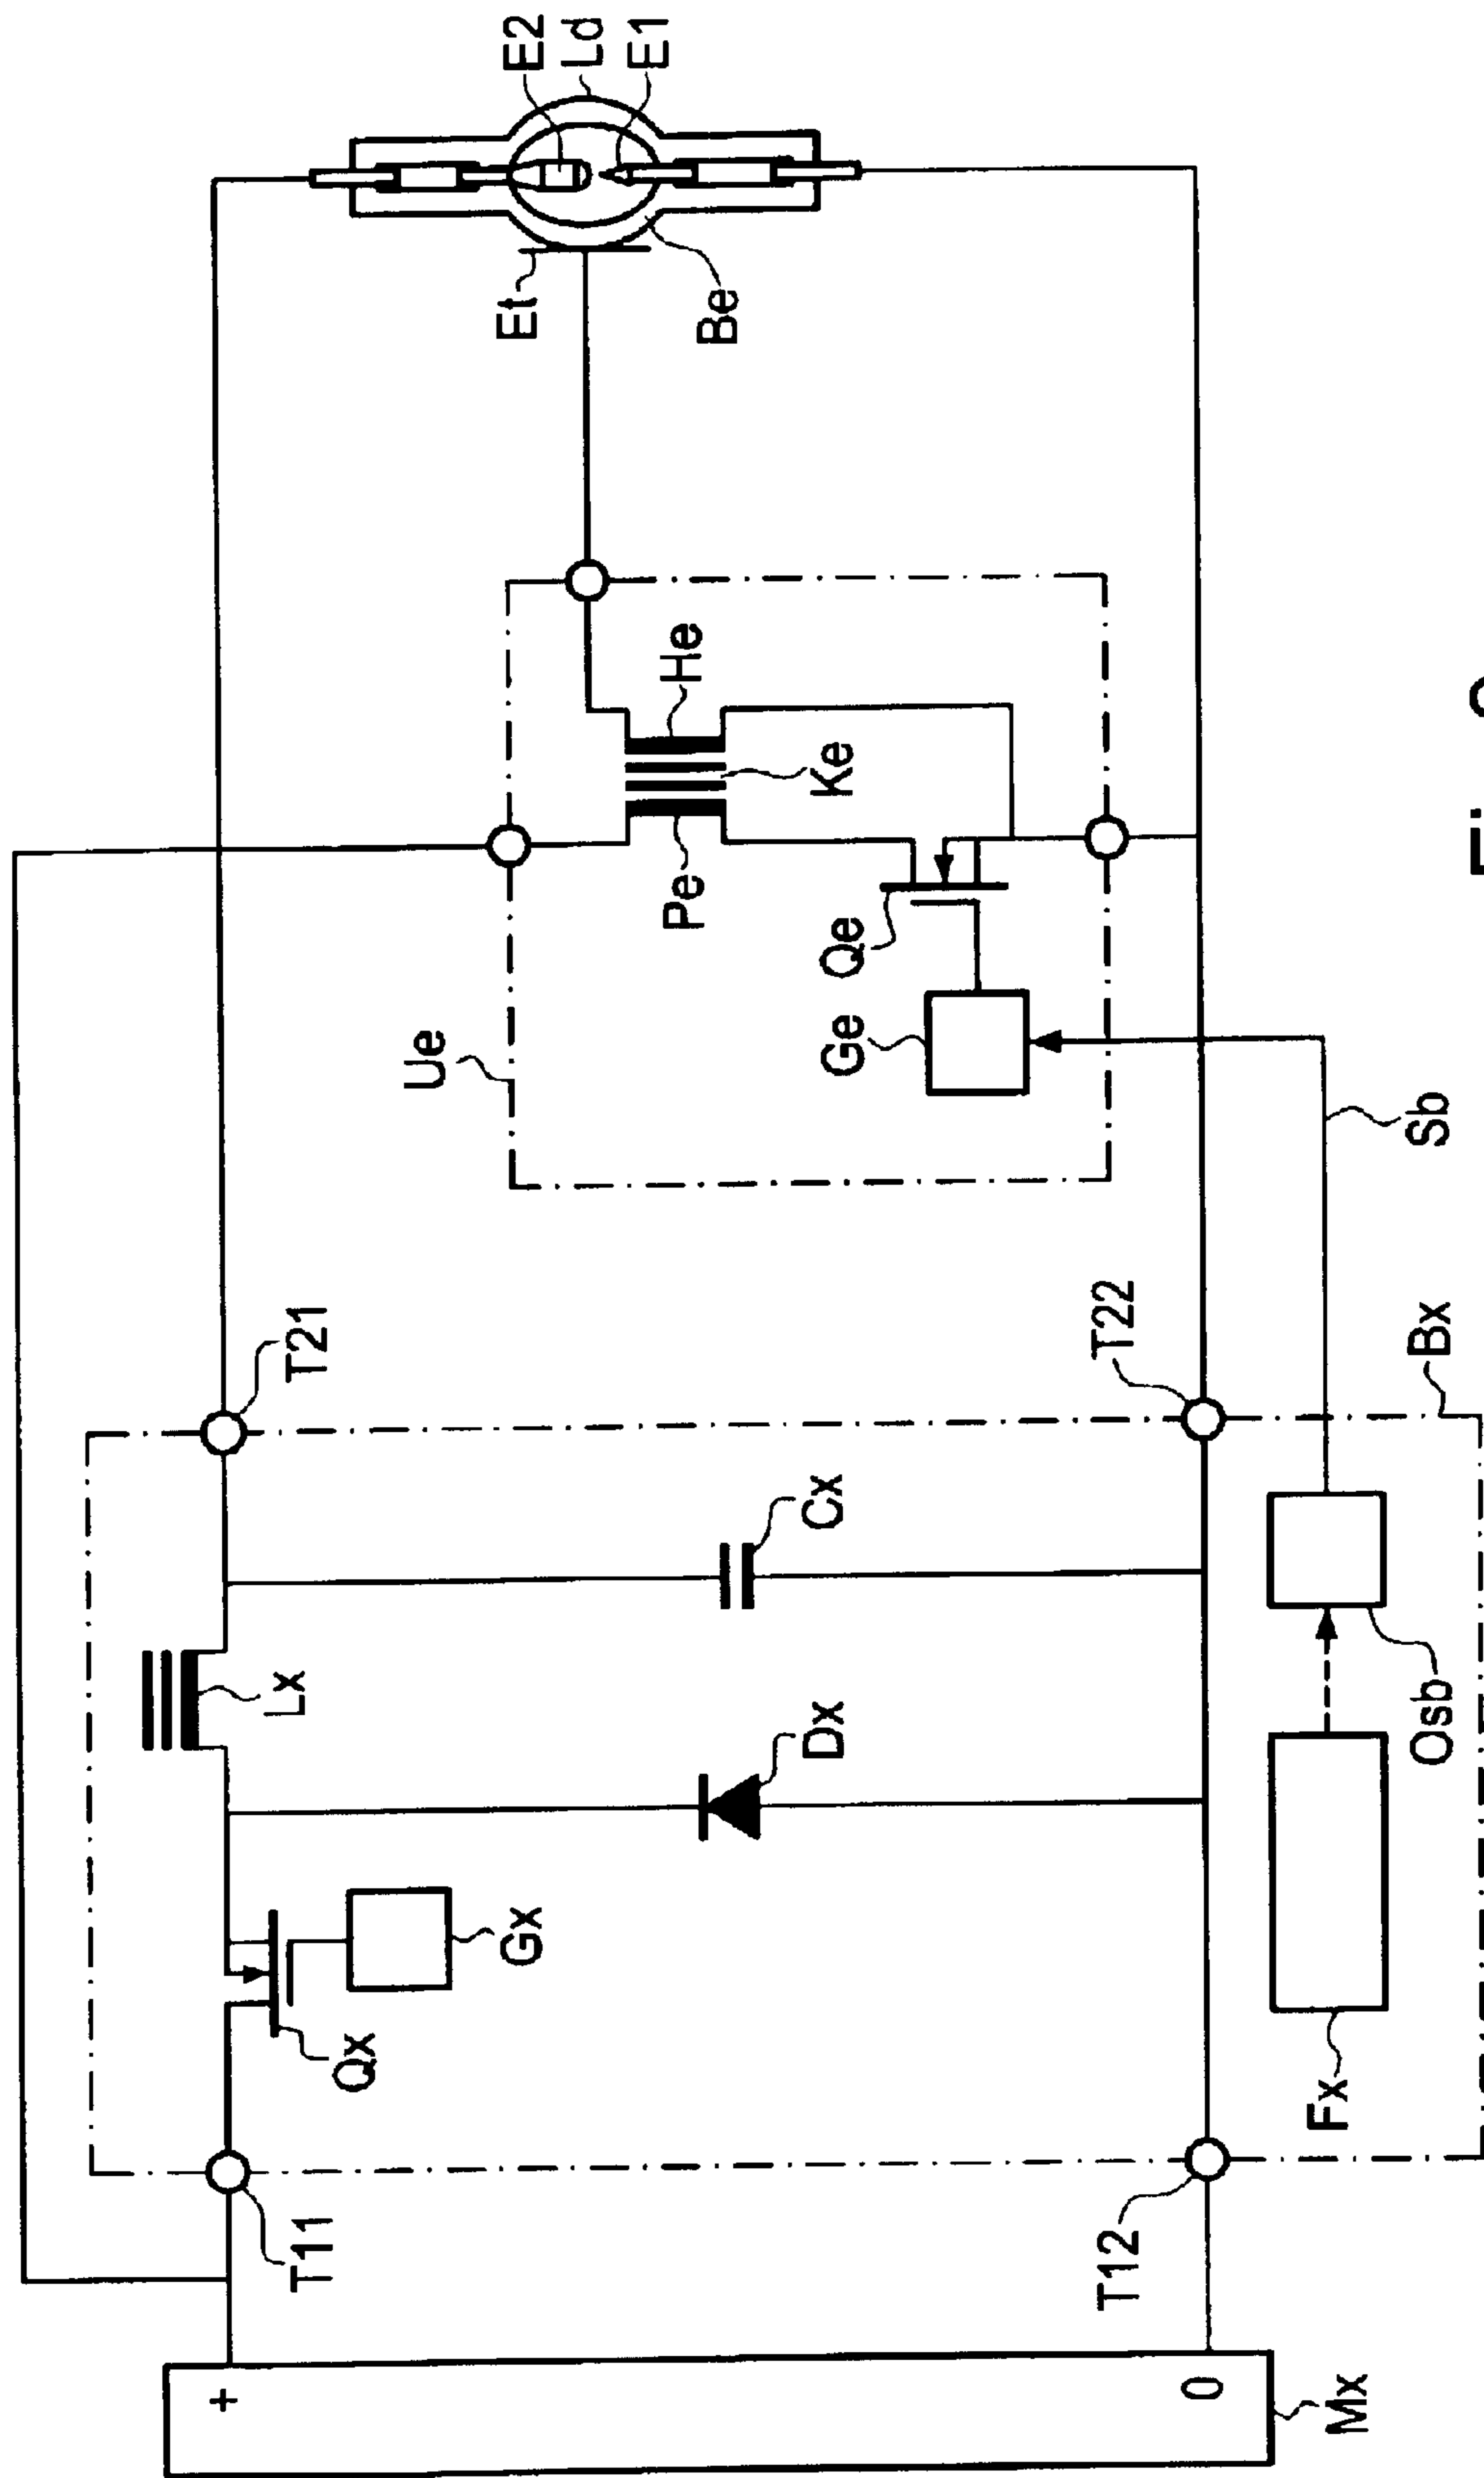 +
T11
T21
Lx
Qx
Ue
Gx
Et
E2
Ld
E1
He
Pe
Be
Dx
Cx
Ke
Qe
Ge
T12
T22
0
Mx
Fx
Osb
Bx
Sb